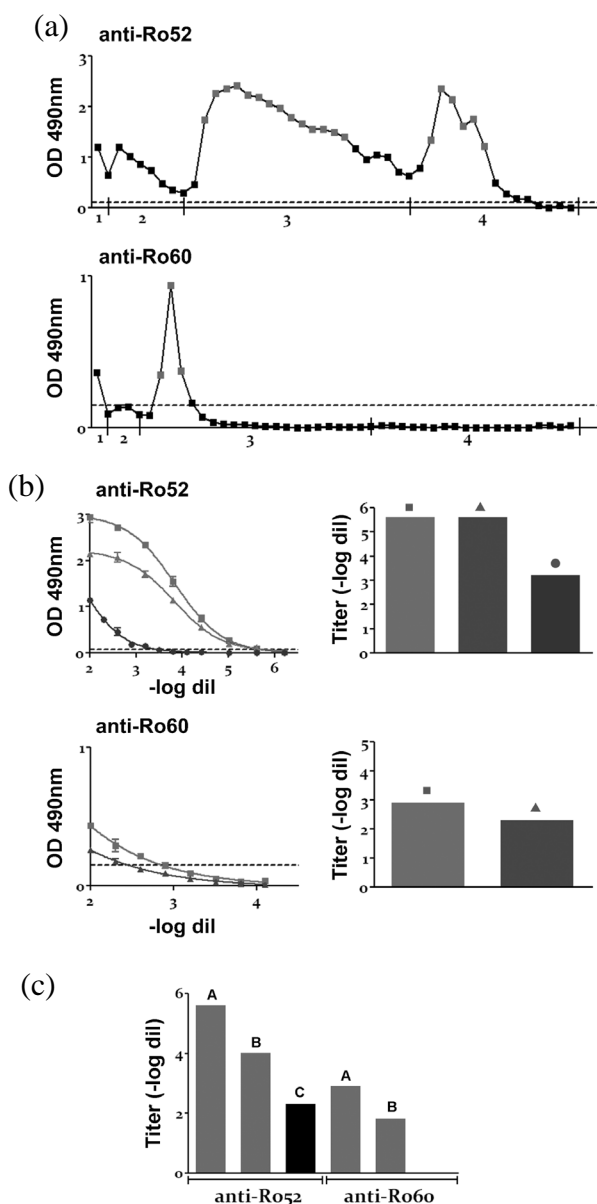 (a)
anti-Ro52
OD 490nm
3
2
1
0
1 2 3 4
anti-Ro60
OD 490nm
1
0
1 2 3 4
(b)
anti-Ro52
OD 490nm
3
2
1
0
2 3 4 5 6
-log dil
Titer (-log dil)
6
5
4
3
2
1
0
anti-Ro60
OD 490nm
1
0
2 3 4
-log dil
Titer (-log dil)
5
4
3
2
1
0
(c)
Titer (-log dil)
6
4
2
0
A B C A B
anti-Ro52 anti-Ro60